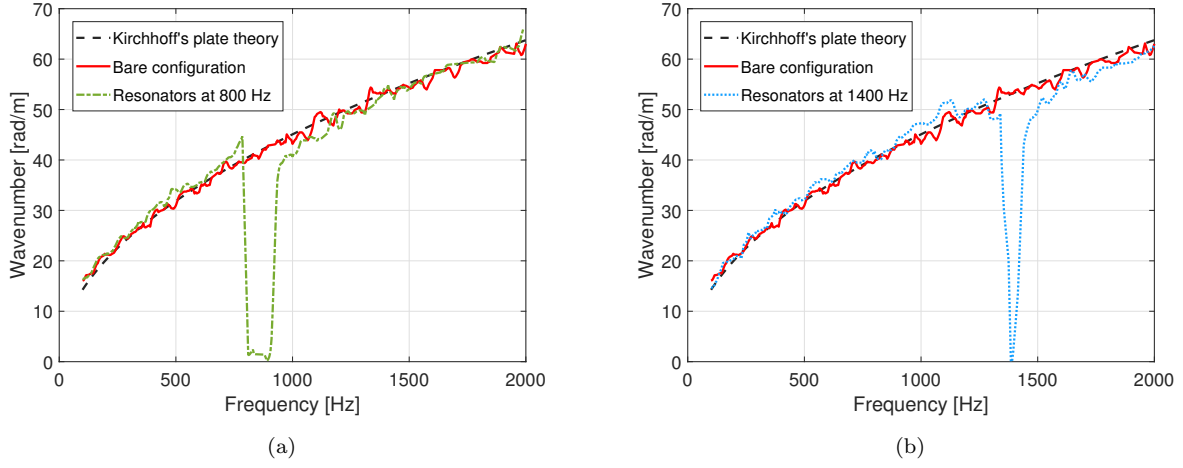 70
60
50
40
30
20
10
0
Wavenumber [rad/m]
Kirchhoff's plate theory
Bare configuration
Resonators at 800 Hz
0
500
1000
1500
2000
Frequency [Hz]
(a)
70
60
50
40
30
20
10
0
Wavenumber [rad/m]
Kirchhoff's plate theory
Bare configuration
Resonators at 1400 Hz
0
500
1000
1500
2000
Frequency [Hz]
(b)